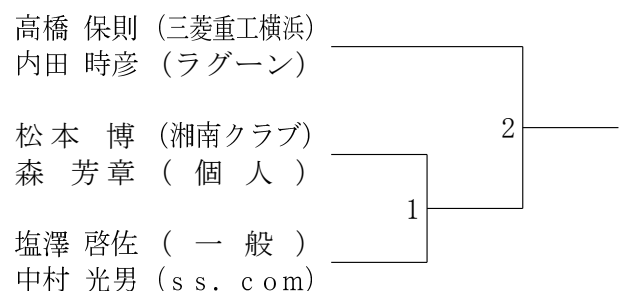 高橋 保則 (三菱重工横浜)
内田 時彦 (ラグーン)
2
松本 博 (湘南クラブ)
森 芳章 ( 個 人 )
1
塩澤 啓佐 ( 一 般 )
中村 光男 (ss. com)